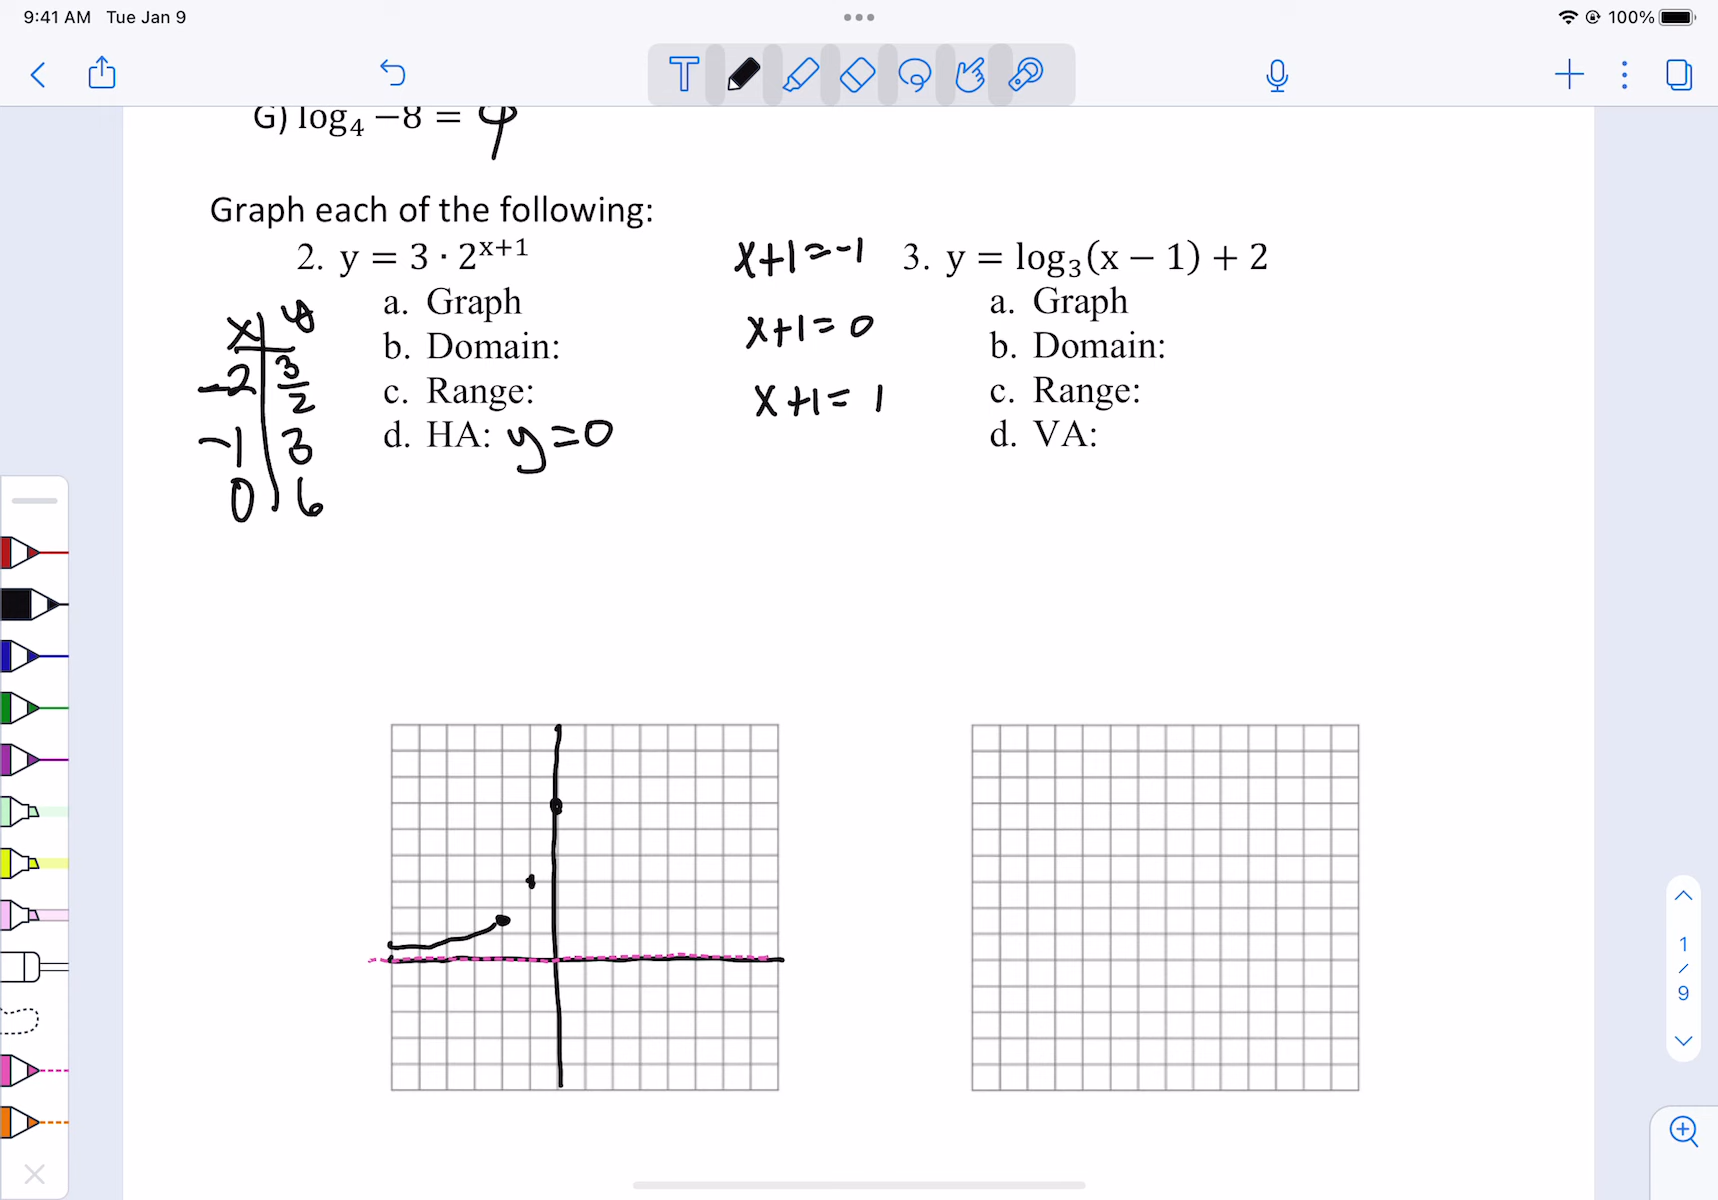 9:41 AM Tue Jan 9
100%
T
G) log₄ −8 = φ
Graph each of the following:
2. y = 3 · 2ˣ⁺¹
a. Graph
b. Domain:
c. Range:
d. HA: y=0
x y
-2 3/2
-1 3
0 6
x+1=-1
x+1=0
x+1=1
3. y = log₃(x − 1) + 2
a. Graph
b. Domain:
c. Range:
d. VA:
1
/
9